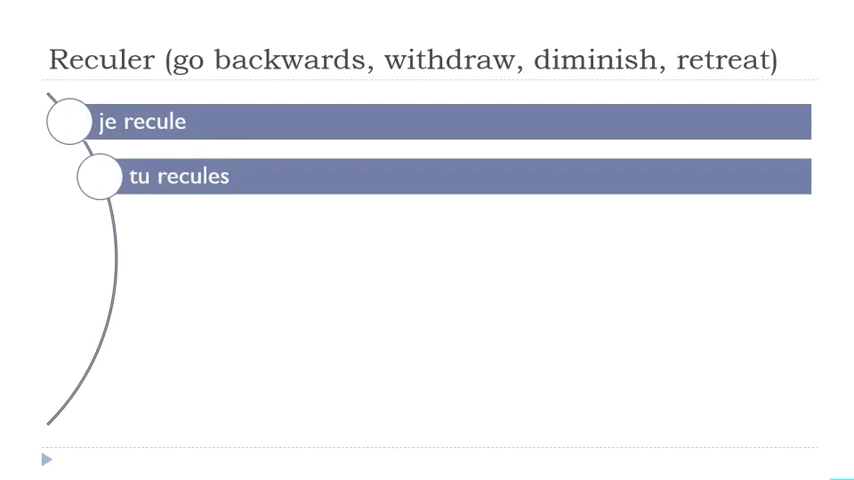 Reculer (go backwards, withdraw, diminish, retreat)
je recule
tu recules